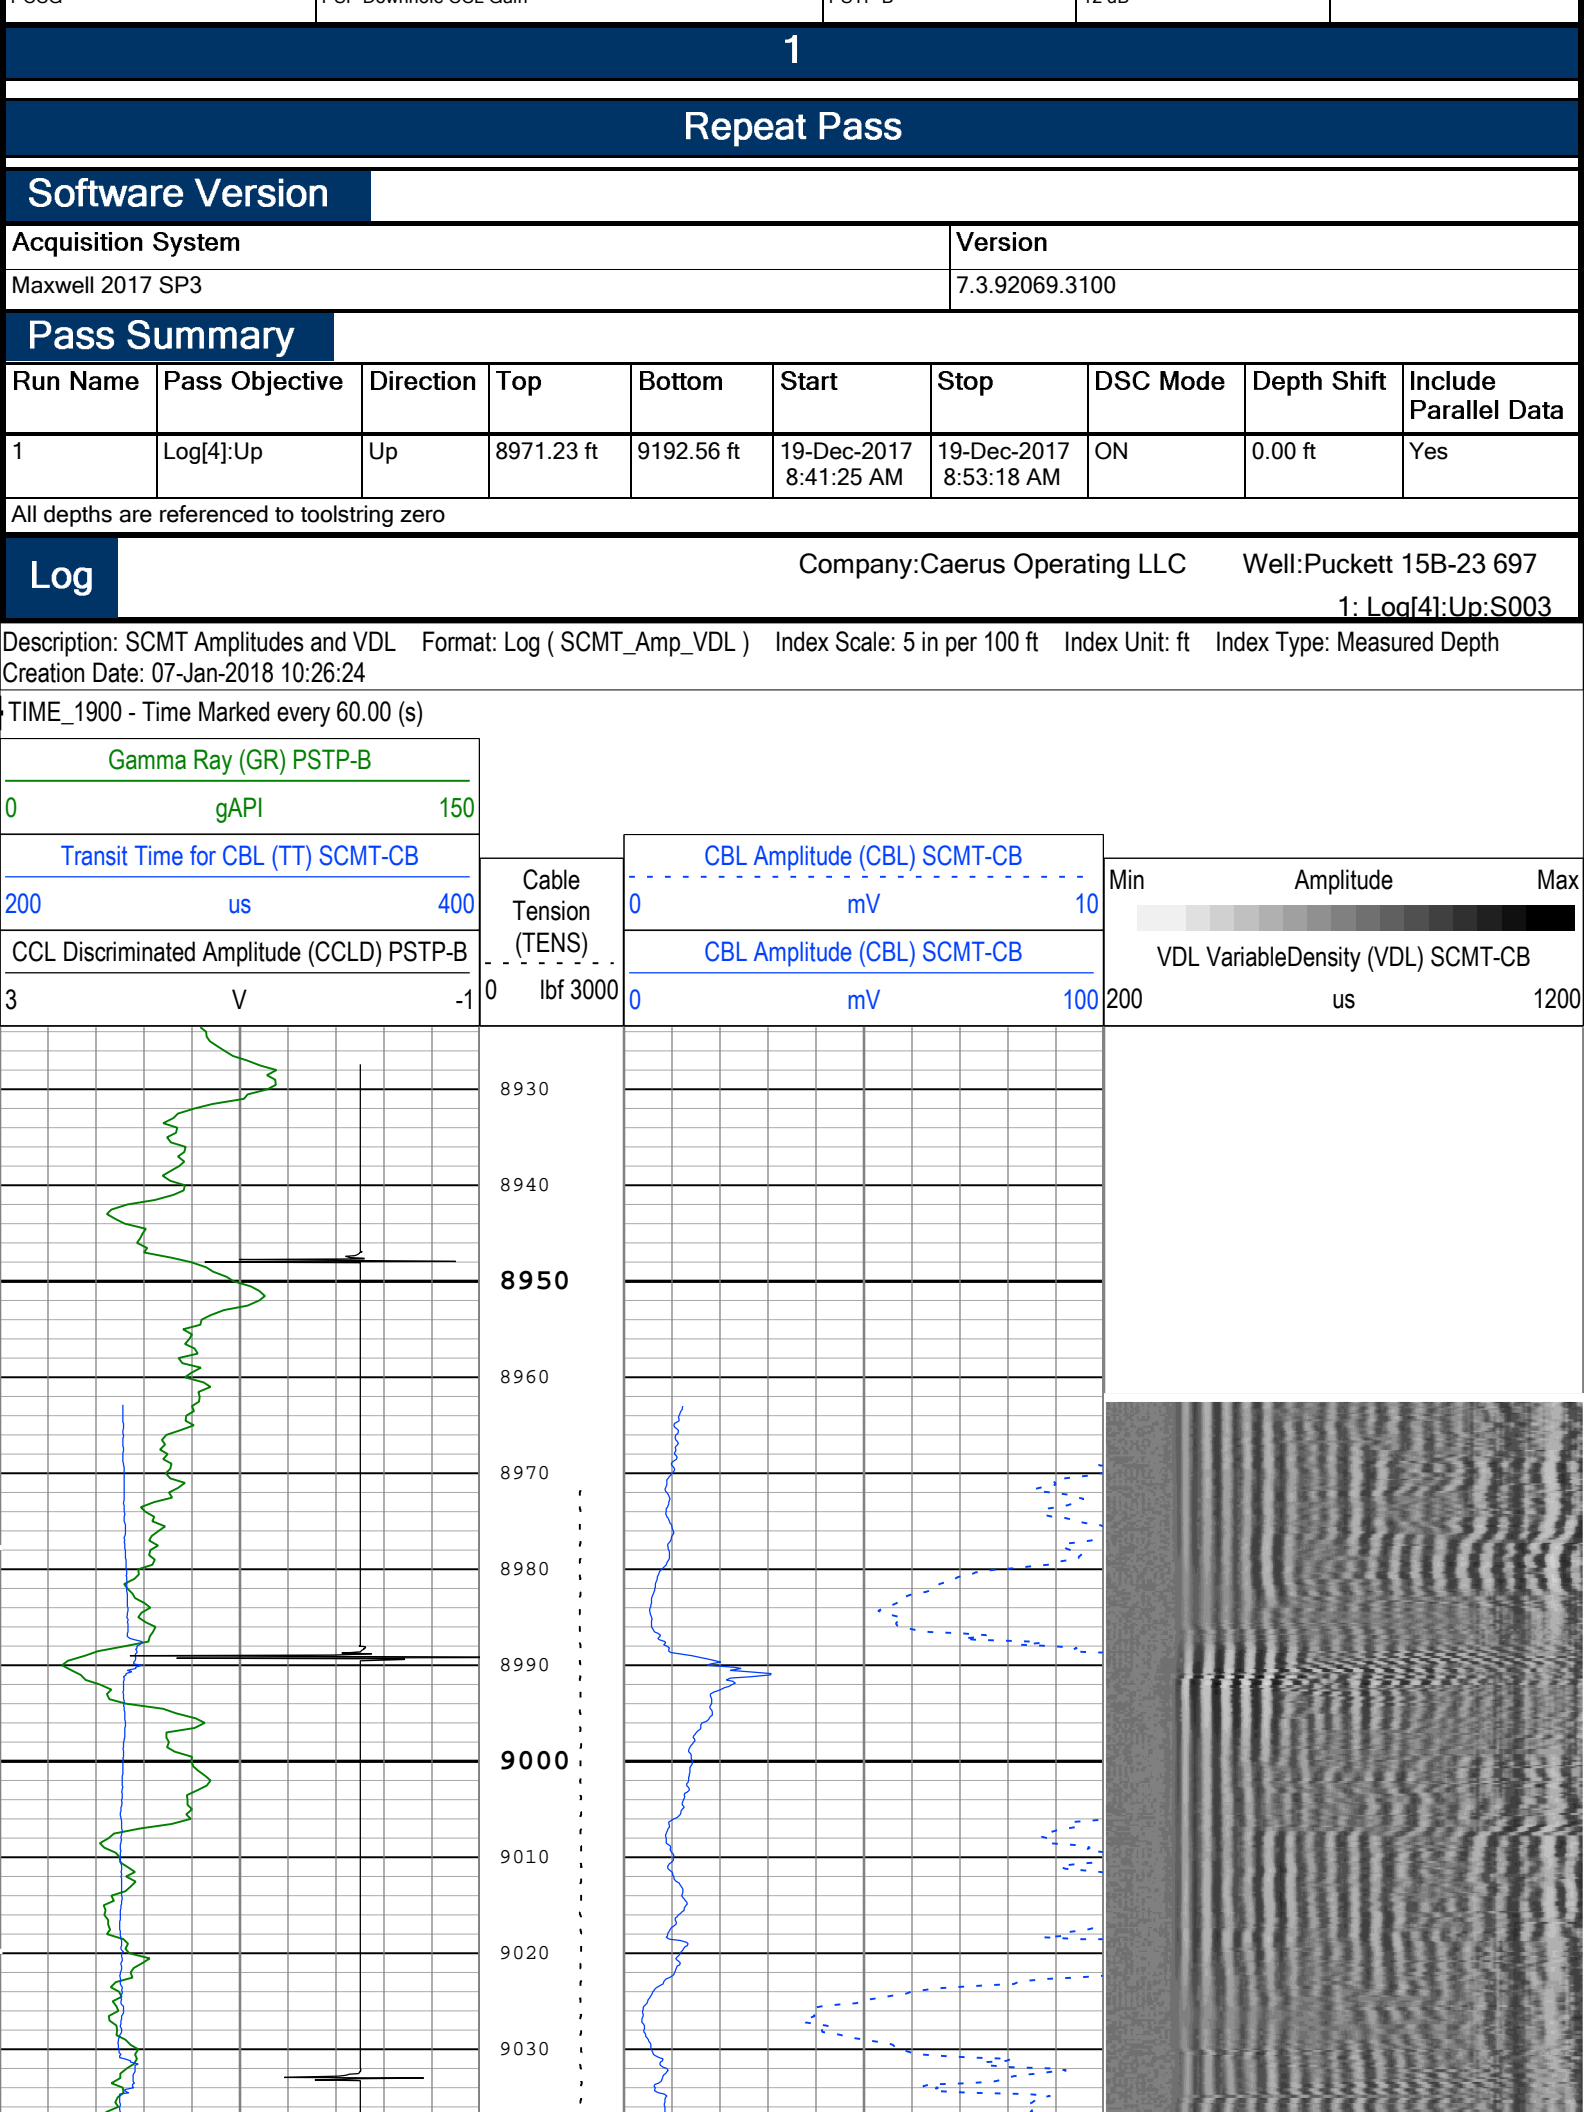 1
Repeat Pass
Software Version
Acquisition System Version
Maxwell 2017 SP3 7.3.92069.3100
Pass Summary
Run Name Pass Objective Direction Top Bottom Start Stop DSC Mode Depth Shift Include
Parallel Data
1 Log[4]:Up Up 8971.23 ft 9192.56 ft 19-Dec-2017 19-Dec-2017 ON 0.00 ft Yes
8:41:25 AM 8:53:18 AM
All depths are referenced to toolstring zero
Log
Company:Caerus Operating LLC Well:Puckett 15B-23 697
1: Log[4]:Up:S003
Description: SCMT Amplitudes and VDL Format: Log ( SCMT_Amp_VDL ) Index Scale: 5 in per 100 ft Index Unit: ft Index Type: Measured Depth
Creation Date: 07-Jan-2018 10:26:24
TIME_1900 - Time Marked every 60.00 (s)
Gamma Ray (GR) PSTP-B
0 gAPI 150
Transit Time for CBL (TT) SCMT-CB
200 us 400
CCL Discriminated Amplitude (CCLD) PSTP-B
3 V -1
Cable
Tension
(TENS)
0 lbf 3000
CBL Amplitude (CBL) SCMT-CB
0 mV 10
CBL Amplitude (CBL) SCMT-CB
0 mV 100
Min Amplitude Max
VDL VariableDensity (VDL) SCMT-CB
200 us 1200
8930
8940
8950
8960
8970
8980
8990
9000
9010
9020
9030